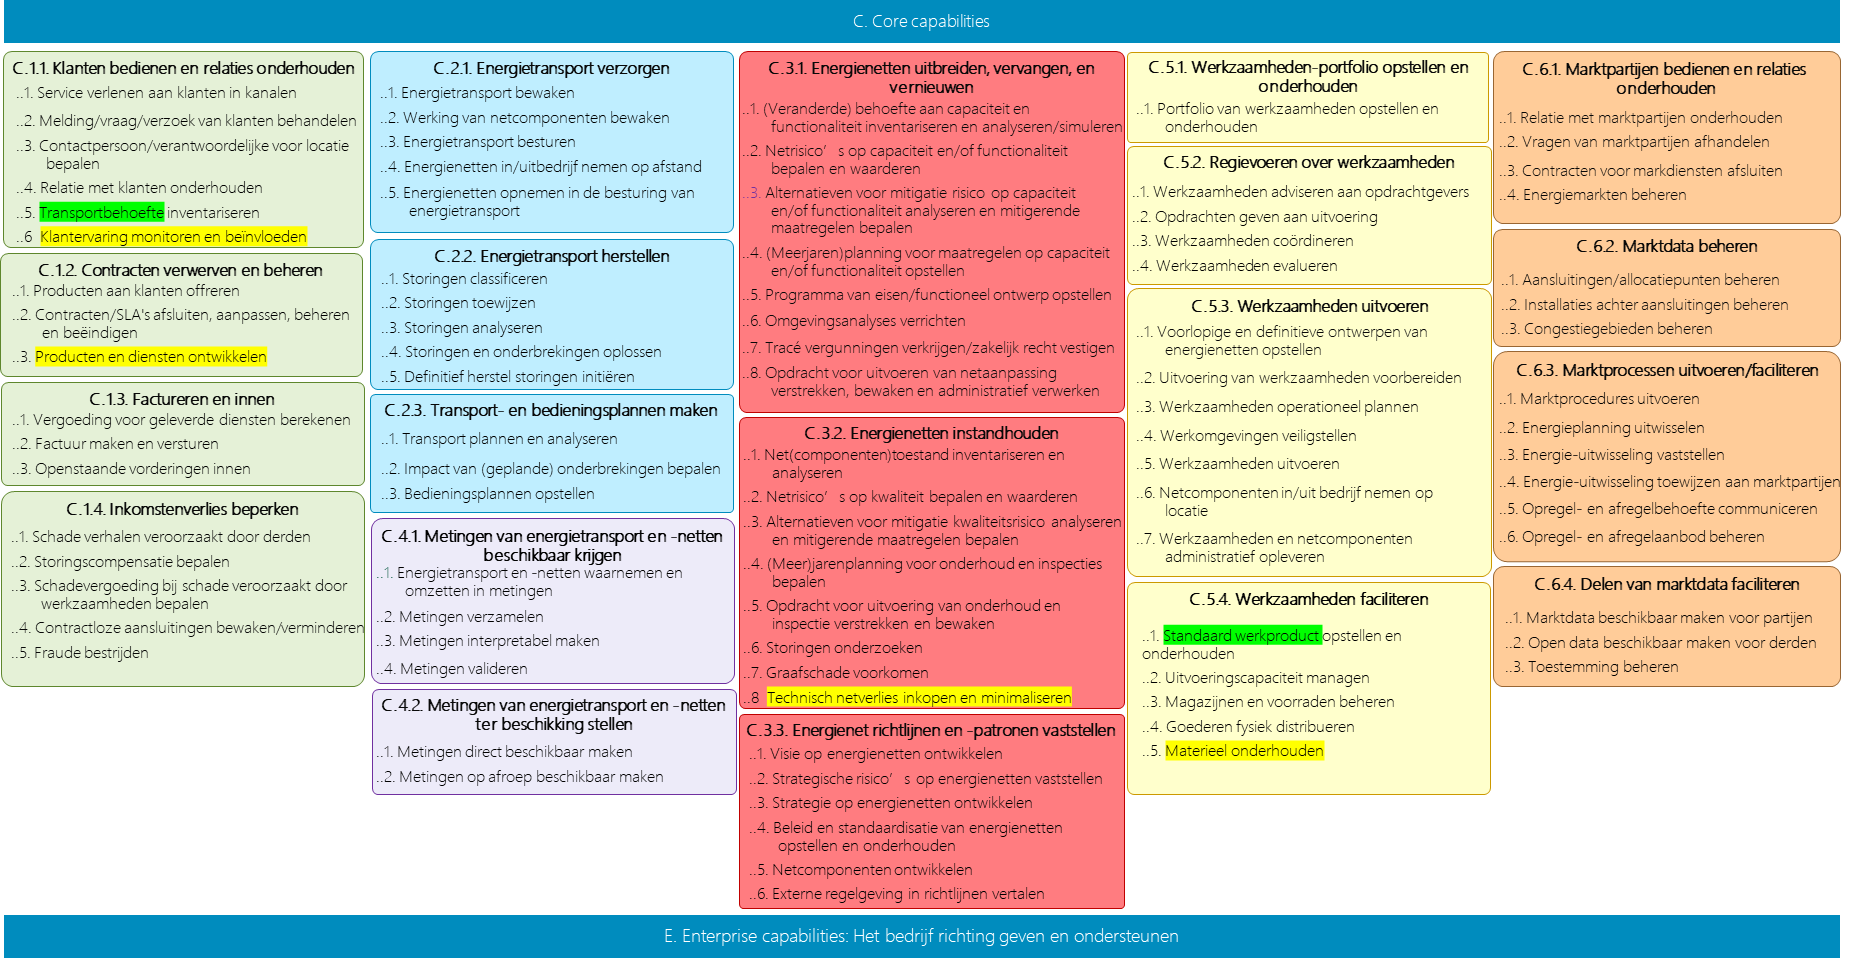 C. Core capabilities
C.1.1. Klanten bedienen en relaties onderhouden
..1. Service verlenen aan klanten in kanalen
..2. Melding/vraag/verzoek van klanten behandelen
..3. Contactpersoon/verantwoordelijke voor locatie
bepalen
..4. Relatie met klanten onderhouden
..5. Transportbehoefte inventariseren
..6 Klantervaring monitoren en beïnvloeden
C.1.2. Contracten verwerven en beheren
..1. Producten aan klanten offreren
..2. Contracten/SLA's afsluiten, aanpassen, beheren
en beëindigen
..3. Producten en diensten ontwikkelen
C.1.3. Factureren en innen
..1. Vergoeding voor geleverde diensten berekenen
..2. Factuur maken en versturen
..3. Openstaande vorderingen innen
C.1.4. Inkomstenverlies beperken
..1. Schade verhalen veroorzaakt door derden
..2. Storingscompensatie bepalen
..3. Schadevergoeding bij schade veroorzaakt door
werkzaamheden bepalen
..4. Contractloze aansluitingen bewaken/verminderen
..5. Fraude bestrijden
C.2.1. Energietransport verzorgen
..1. Energietransport bewaken
..2. Werking van netcomponenten bewaken
..3. Energietransport besturen
..4. Energienetten in/uitbedrijf nemen op afstand
..5. Energienetten opnemen in de besturing van
energietransport
C.2.2. Energietransport herstellen
..1. Storingen classificeren
..2. Storingen toewijzen
..3. Storingen analyseren
..4. Storingen en onderbrekingen oplossen
..5. Definitief herstel storingen initiëren
C.2.3. Transport- en bedieningsplannen maken
..1. Transport plannen en analyseren
..2. Impact van (geplande) onderbrekingen bepalen
..3. Bedieningsplannen opstellen
C.4.1. Metingen van energietransport en -netten
beschikbaar krijgen
..1. Energietransport en -netten waarnemen en
omzetten in metingen
..2. Metingen verzamelen
..3. Metingen interpretabel maken
..4. Metingen valideren
C.4.2. Metingen van energietransport en -netten
ter beschikking stellen
..1. Metingen direct beschikbaar maken
..2. Metingen op afroep beschikbaar maken
C.3.1. Energienetten uitbreiden, vervangen, en
vernieuwen
..1. (Veranderde) behoefte aan capaciteit en
functionaliteit inventariseren en analyseren/simuleren
..2. Netrisico’s op capaciteit en/of functionaliteit
bepalen en waarderen
..3. Alternatieven voor mitigatie risico op capaciteit
en/of functionaliteit analyseren en mitigerende
maatregelen bepalen
..4. (Meerjaren)planning voor maatregelen op capaciteit
en/of functionaliteit opstellen
..5. Programma van eisen/functioneel ontwerp opstellen
..6. Omgevingsanalyses verrichten
..7. Tracé vergunningen verkrijgen/zakelijk recht vestigen
..8. Opdracht voor uitvoeren van netaanpassing
verstrekken, bewaken en administratief verwerken
C.3.2. Energienetten instandhouden
..1. Net(componenten)toestand inventariseren en
analyseren
..2. Netrisico’s op kwaliteit bepalen en waarderen
..3. Alternatieven voor mitigatie kwaliteitsrisico analyseren
en mitigerende maatregelen bepalen
..4. (Meer)jarenplanning voor onderhoud en inspecties
bepalen
..5. Opdracht voor uitvoering van onderhoud en
inspectie verstrekken en bewaken
..6. Storingen onderzoeken
..7. Graafschade voorkomen
..8 Technisch netverlies inkopen en minimaliseren
C.3.3. Energienet richtlijnen en -patronen vaststellen
..1. Visie op energienetten ontwikkelen
..2. Strategische risico’s op energienetten vaststellen
..3. Strategie op energienetten ontwikkelen
..4. Beleid en standaardisatie van energienetten
opstellen en onderhouden
..5. Netcomponenten ontwikkelen
..6. Externe regelgeving in richtlijnen vertalen
C.5.1. Werkzaamheden-portfolio opstellen en
onderhouden
..1. Portfolio van werkzaamheden opstellen en
onderhouden
C.5.2. Regievoeren over werkzaamheden
..1. Werkzaamheden adviseren aan opdrachtgevers
..2. Opdrachten geven aan uitvoering
..3. Werkzaamheden coördineren
..4. Werkzaamheden evalueren
C.5.3. Werkzaamheden uitvoeren
..1. Voorlopige en definitieve ontwerpen van
energienetten opstellen
..2. Uitvoering van werkzaamheden voorbereiden
..3. Werkzaamheden operationeel plannen
..4. Werkomgevingen veiligstellen
..5. Werkzaamheden uitvoeren
..6. Netcomponenten in/uit bedrijf nemen op
locatie
..7. Werkzaamheden en netcomponenten
administratief opleveren
C.5.4. Werkzaamheden faciliteren
..1. Standaard werkproduct opstellen en
onderhouden
..2. Uitvoeringscapaciteit managen
..3. Magazijnen en voorraden beheren
..4. Goederen fysiek distribueren
..5. Materieel onderhouden
C.6.1. Marktpartijen bedienen en relaties
onderhouden
..1. Relatie met marktpartijen onderhouden
..2. Vragen van marktpartijen afhandelen
..3. Contracten voor markdiensten afsluiten
..4. Energiemarkten beheren
C.6.2. Marktdata beheren
..1. Aansluitingen/allocatiepunten beheren
..2. Installaties achter aansluitingen beheren
..3. Congestiegebieden beheren
C.6.3. Marktprocessen uitvoeren/faciliteren
..1. Marktprocedures uitvoeren
..2. Energieplanning uitwisselen
..3. Energie-uitwisseling vaststellen
..4. Energie-uitwisseling toewijzen aan marktpartijen
..5. Opregel- en afregelbehoefte communiceren
..6. Opregel- en afregelaanbod beheren
C.6.4. Delen van marktdata faciliteren
..1. Marktdata beschikbaar maken voor partijen
..2. Open data beschikbaar maken voor derden
..3. Toestemming beheren
E. Enterprise capabilities: Het bedrijf richting geven en ondersteunen